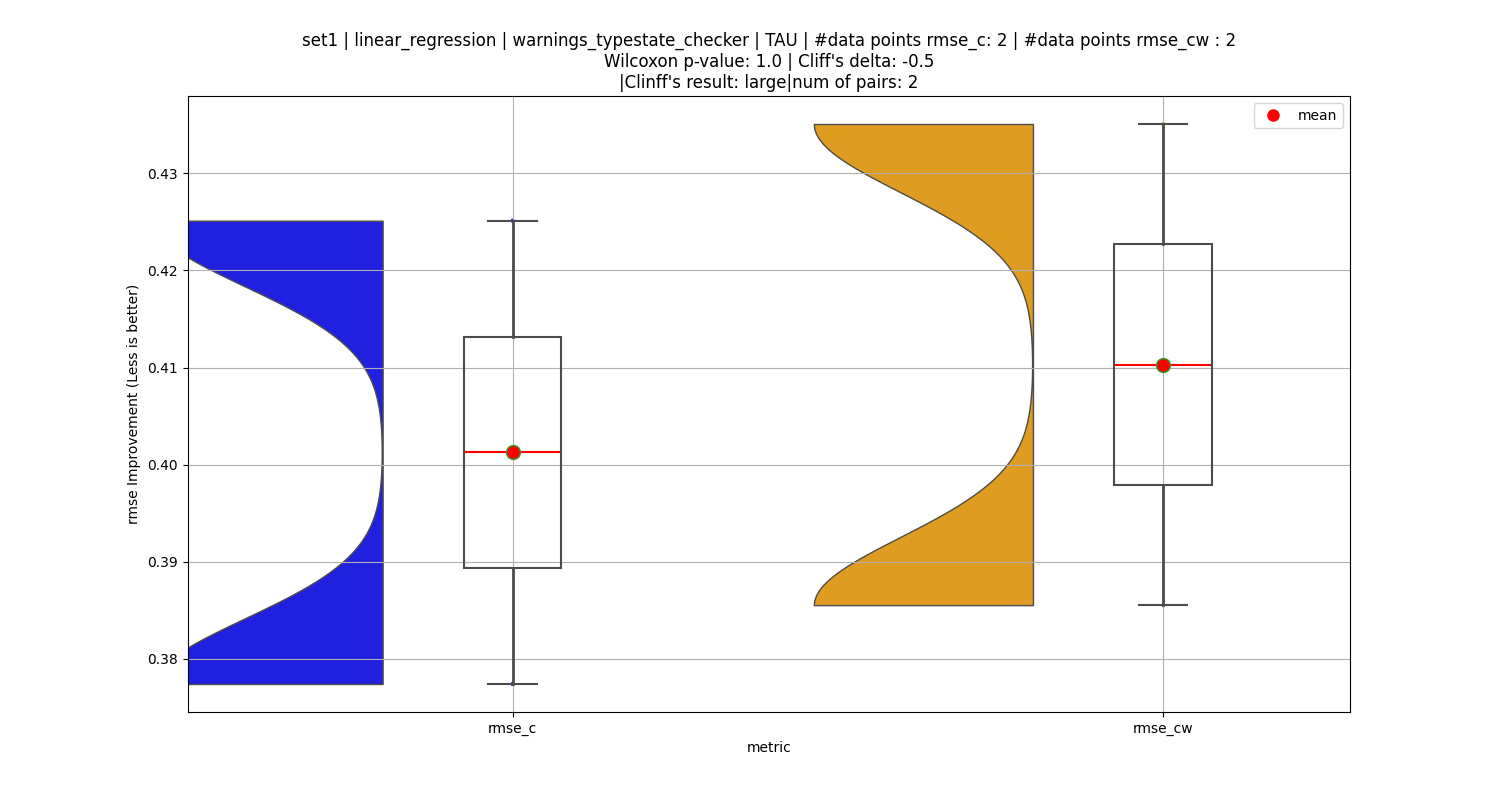 set1 | linear_regression | warnings_typestate_checker | TAU | #data points rmse_c: 2 | #data points rmse_cw : 2
Wilcoxon p-value: 1.0 | Cliff's delta: -0.5
|Clinff's result: large|num of pairs: 2
mean
0.43
0.42
0.41
0.40
0.39
0.38
rmse Improvement (Less is better)
rmse_c
rmse_cw
metric